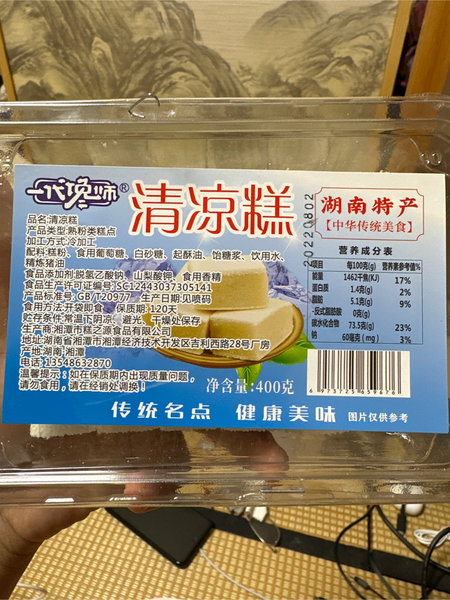 一代馋师®
清凉糕
湖南特产
【中华传统美食】
20220802
品名:清凉糕
产品类型:熟粉类糕点
加工方式:冷加工
配料:糕粉、食用葡萄糖、白砂糖、起酥油、饴糖浆、饮用水、
精炼猪油
食品添加剂:脱氢乙酸钠、山梨酸钾、食用香精
食品生产许可证编号:SC12443037305141
产品标准号:GB/T20977 生产日期:见喷码
食用方法:开袋即食 保质期:120天
贮存条件:常温下阴凉、避光、干燥处保存
生产商:湘潭市糕之源食品有限公司
地址:湖南省湘潭市湘潭经济技术开发区吉利西路28号厂房
产地:湖南·湘潭
电话:13548632870
温馨提示:如在保质期内出现质量问题,
请勿食用,请在经销处调换!
营养成分表
项目 每100克(g) 营养素参考值%
能量 1462千焦(KJ) 17%
蛋白质 1.4克(g) 2%
脂肪 5.1克(g) 9%
-反式脂肪酸 0克(g)
碳水化合物 73.5克(g) 23%
钠 60毫克(mg) 3%
净含量:400克
6973725659676
传统名点 健康美味
图片仅供参考